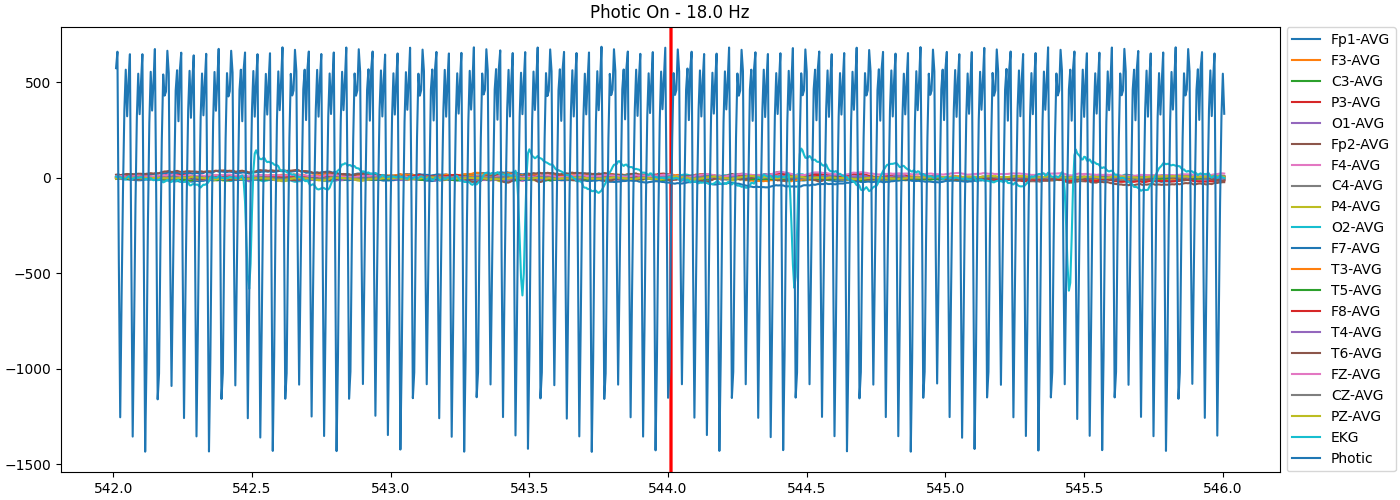 Photic On - 18.0 Hz
500
0
−500
−1000
−1500
542.0 542.5 543.0 543.5 544.0 544.5 545.0 545.5 546.0
Fp1-AVG
F3-AVG
C3-AVG
P3-AVG
O1-AVG
Fp2-AVG
F4-AVG
C4-AVG
P4-AVG
O2-AVG
F7-AVG
T3-AVG
T5-AVG
F8-AVG
T4-AVG
T6-AVG
FZ-AVG
CZ-AVG
PZ-AVG
EKG
Photic